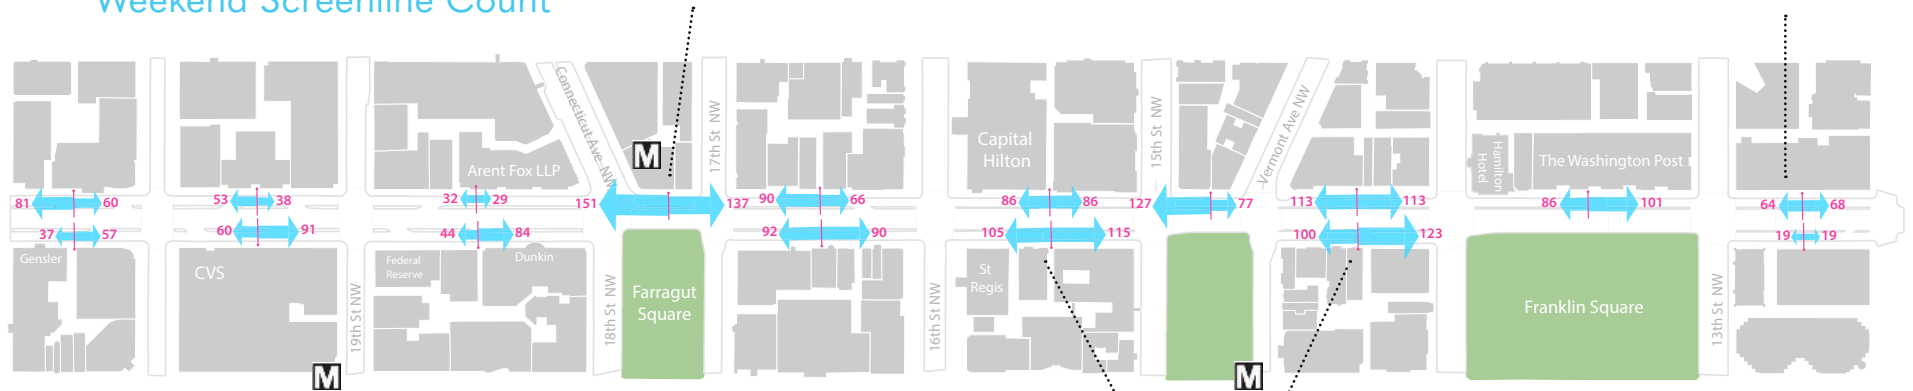 Weekend Screenline Count
Connecticut Ave NW
17th St NW
15th St NW
Vermont Ave NW
M
Arent Fox LLP
Capital
Hilton
Hamilton
Hotel
The Washington Post
81 60
53 38
32 29
151 137
90 66
86 86
127 77
113 113
86 101
64 68
37 57
60 91
44 84
92 90
105 115
100 123
19 19
Gensler
CVS
19th St NW
Federal
Reserve
Dunkin
18th St NW
Farragut
Square
16th St NW
St
Regis
Franklin Square
13th St NW
M
M